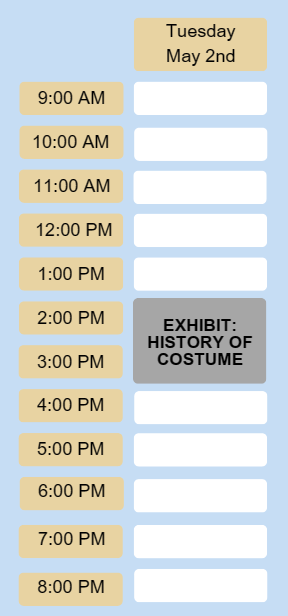 Tuesday
May 2nd
9:00 AM
10:00 AM
11:00 AM
12:00 PM
1:00 PM
2:00 PM
EXHIBIT:
HISTORY OF
COSTUME
3:00 PM
4:00 PM
5:00 PM
6:00 PM
7:00 PM
8:00 PM